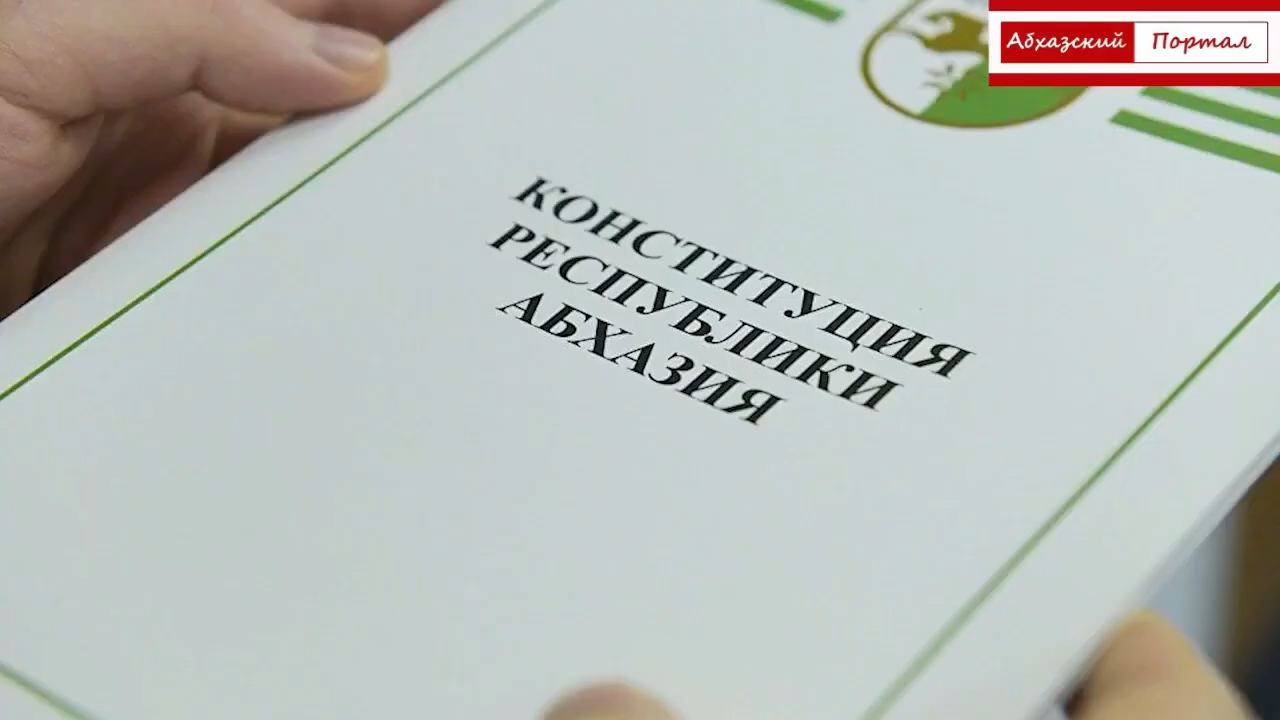 Абхазский Портал
КОНСТИТУЦИЯ
РЕСПУБЛИКИ
АБХАЗИЯ